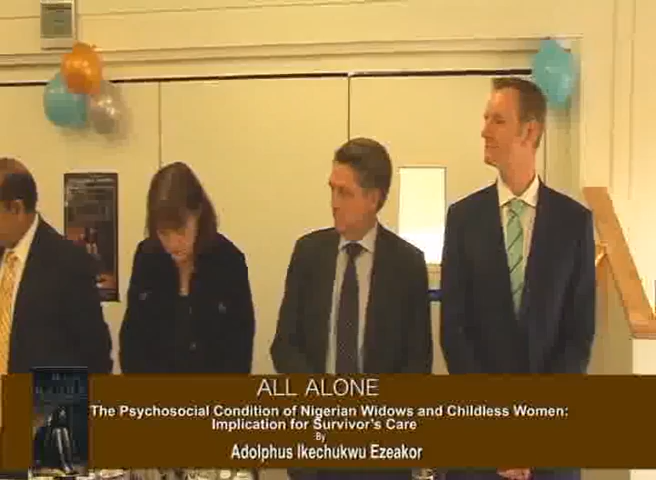 ALL ALONE
The Psychosocial Condition of Nigerian Widows and Childless Women:
Implication for Survivor's Care
By
Adolphus Ikechukwu Ezeakor